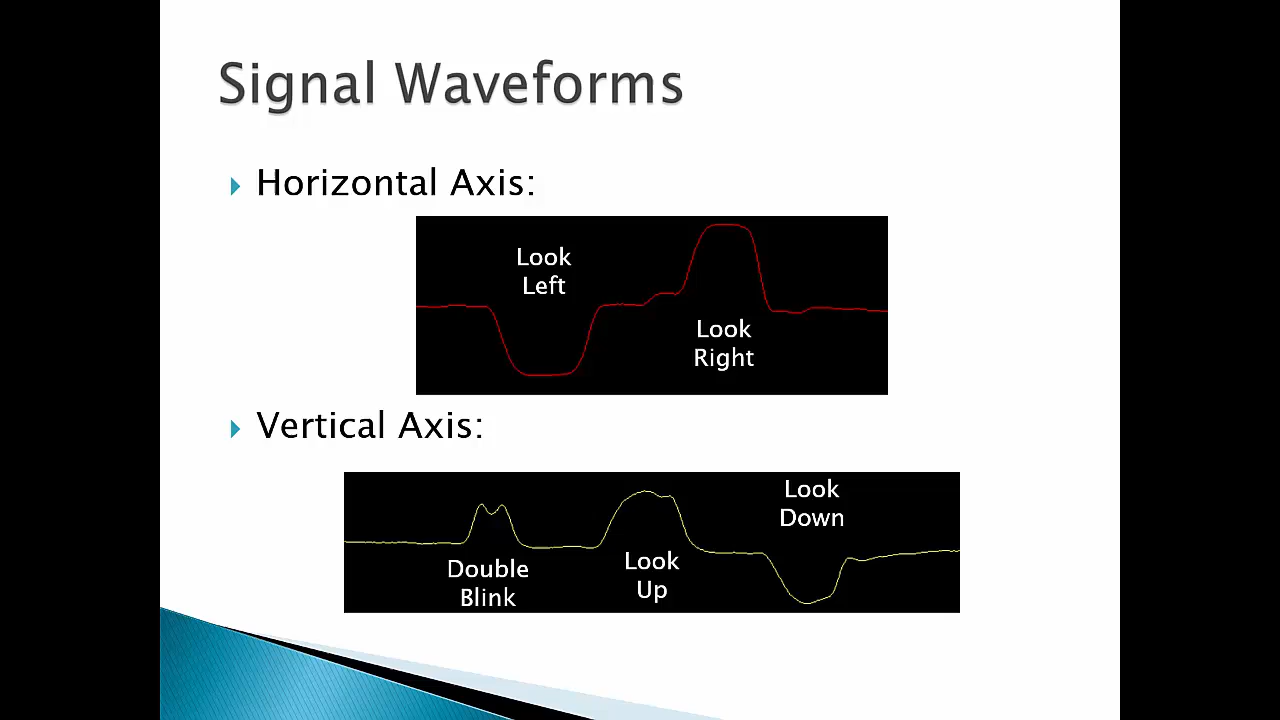 Signal Waveforms
Horizontal Axis:
Look
Left
Look
Right
Vertical Axis:
Double
Blink
Look
Up
Look
Down